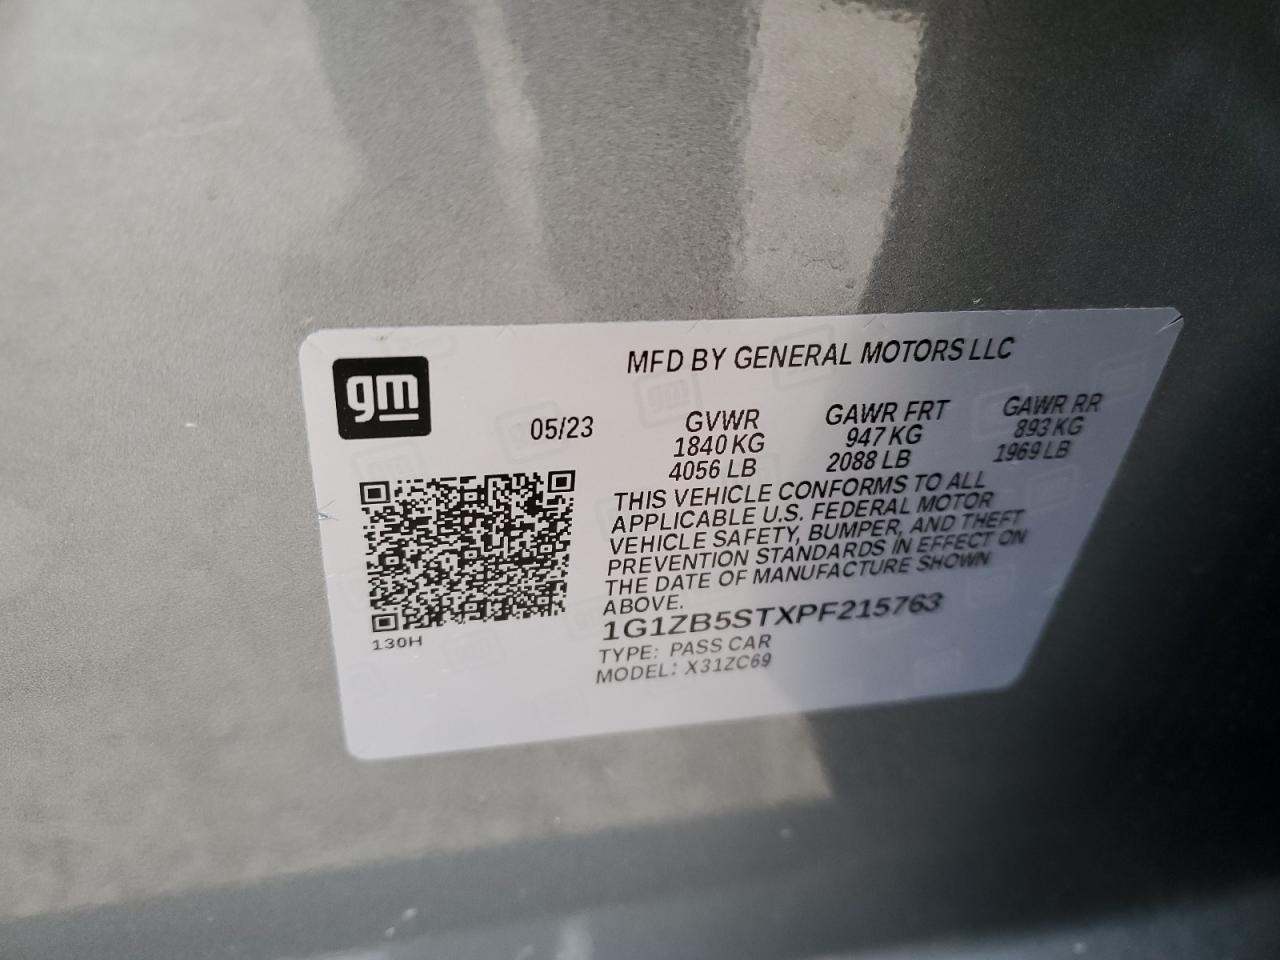 gm
MFD BY GENERAL MOTORS LLC
05/23
GVWR
1840 KG
4056 LB
GAWR FRT
947 KG
2088 LB
GAWR RR
893 KG
1969 LB
THIS VEHICLE CONFORMS TO ALL
APPLICABLE U.S. FEDERAL MOTOR
VEHICLE SAFETY, BUMPER, AND THEFT
PREVENTION STANDARDS IN EFFECT ON
THE DATE OF MANUFACTURE SHOWN
ABOVE.
1G1ZB5STXPF215763
TYPE: PASS CAR
MODEL: X31ZC69
130H